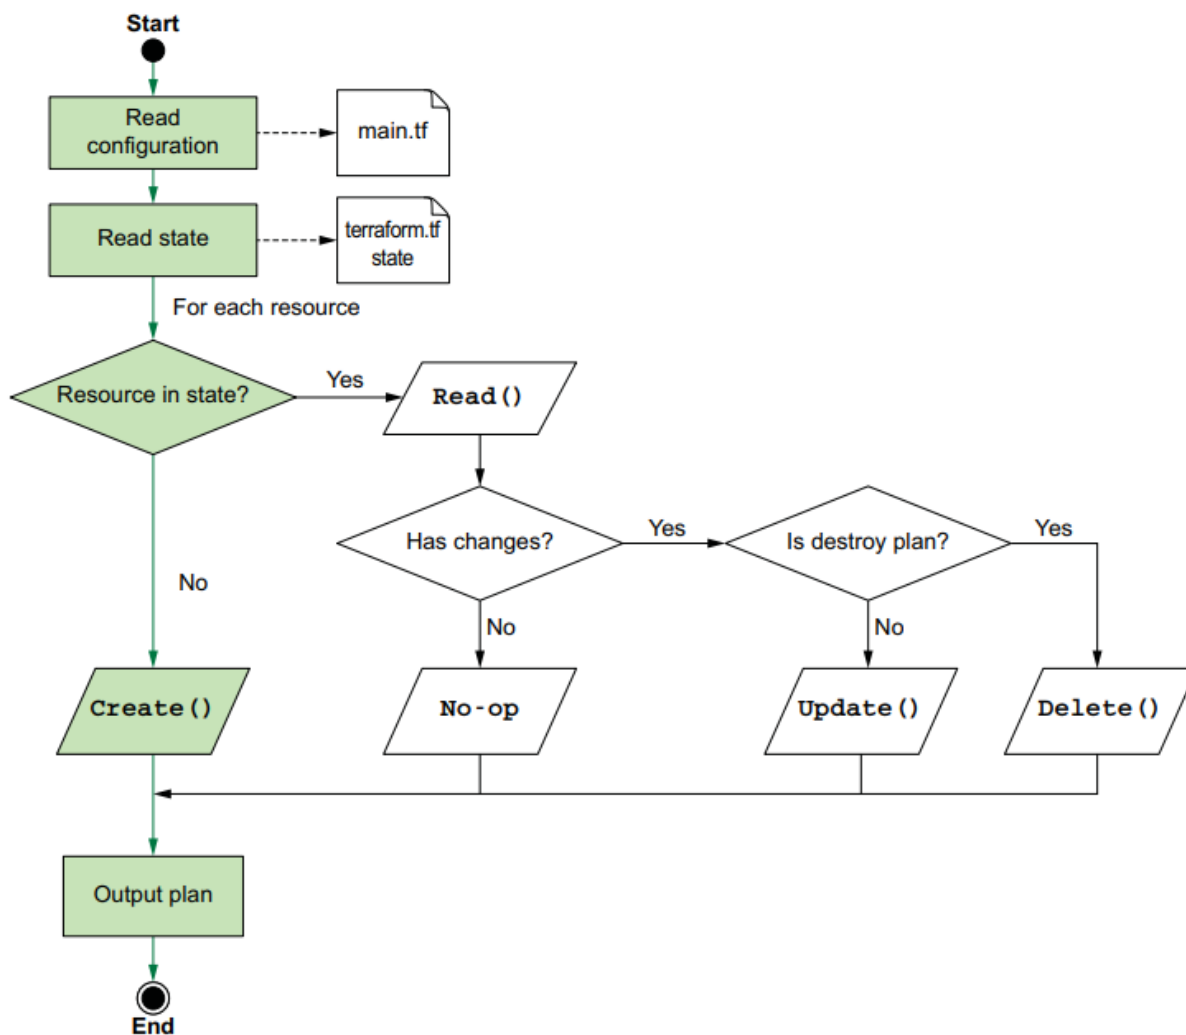 Start
Read
configuration
main.tf
Read state
terraform.tf
state
For each resource
Resource in state?
Yes
Read()
Has changes?
Yes
Is destroy plan?
Yes
No
No
No
Create()
No-op
Update()
Delete()
Output plan
End